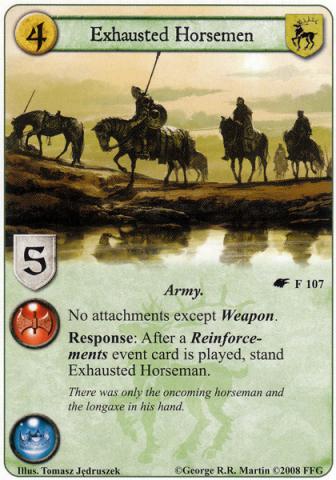 4
Exhausted Horsemen
5
Army.
F 107
No attachments except Weapon.
Response: After a Reinforce-
ments event card is played, stand
Exhausted Horseman.
There was only the oncoming horseman and
the longaxe in his hand.
Illus. Tomasz Jędruszek
©George R.R. Martin ©2008 FFG